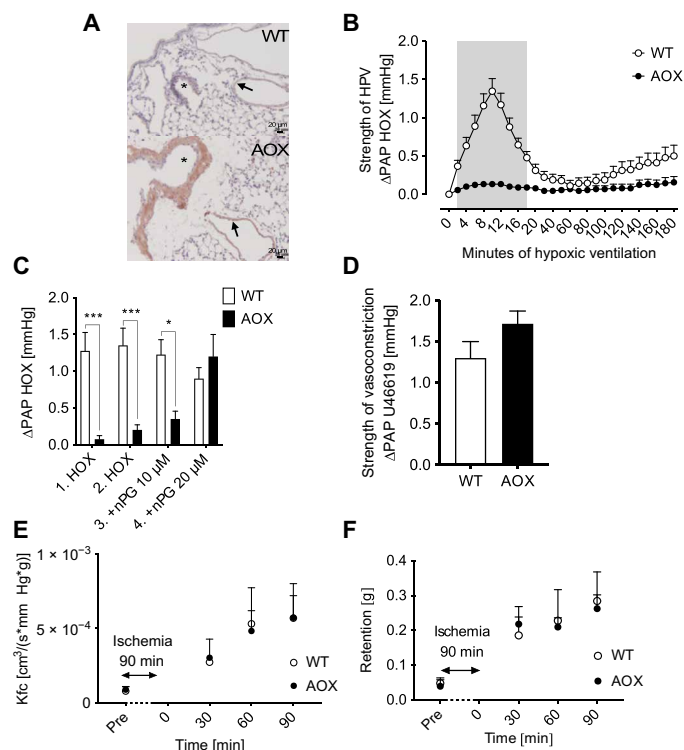 A
WT
*
20 µm
AOX
*
20 µm
B
Strength of HPV
ΔPAP HOX [mmHg]
2.0
1.5
1.0
0.5
0.0
WT
AOX
0 4 8 12 16 20 40 60 80 100 120 140 160 180
Minutes of hypoxic ventilation
C
ΔPAP HOX [mmHg]
2.0
1.5
1.0
0.5
0.0
*** *** *
WT
AOX
1. HOX
2. HOX
3. +nPG 10 µM
4. +nPG 20 µM
D
Strength of vasoconstriction
ΔPAP U46619 [mmHg]
2.0
1.5
1.0
0.5
0.0
WT AOX
E
Kfc [cm³/(s*mm Hg*g)]
1 × 10⁻³
5 × 10⁻⁴
0
Ischemia
90 min
WT
AOX
Pre 0 30 60 90
Time [min]
F
Retention [g]
0.4
0.3
0.2
0.1
0.0
Ischemia
90 min
WT
AOX
Pre 0 30 60 90
Time [min]